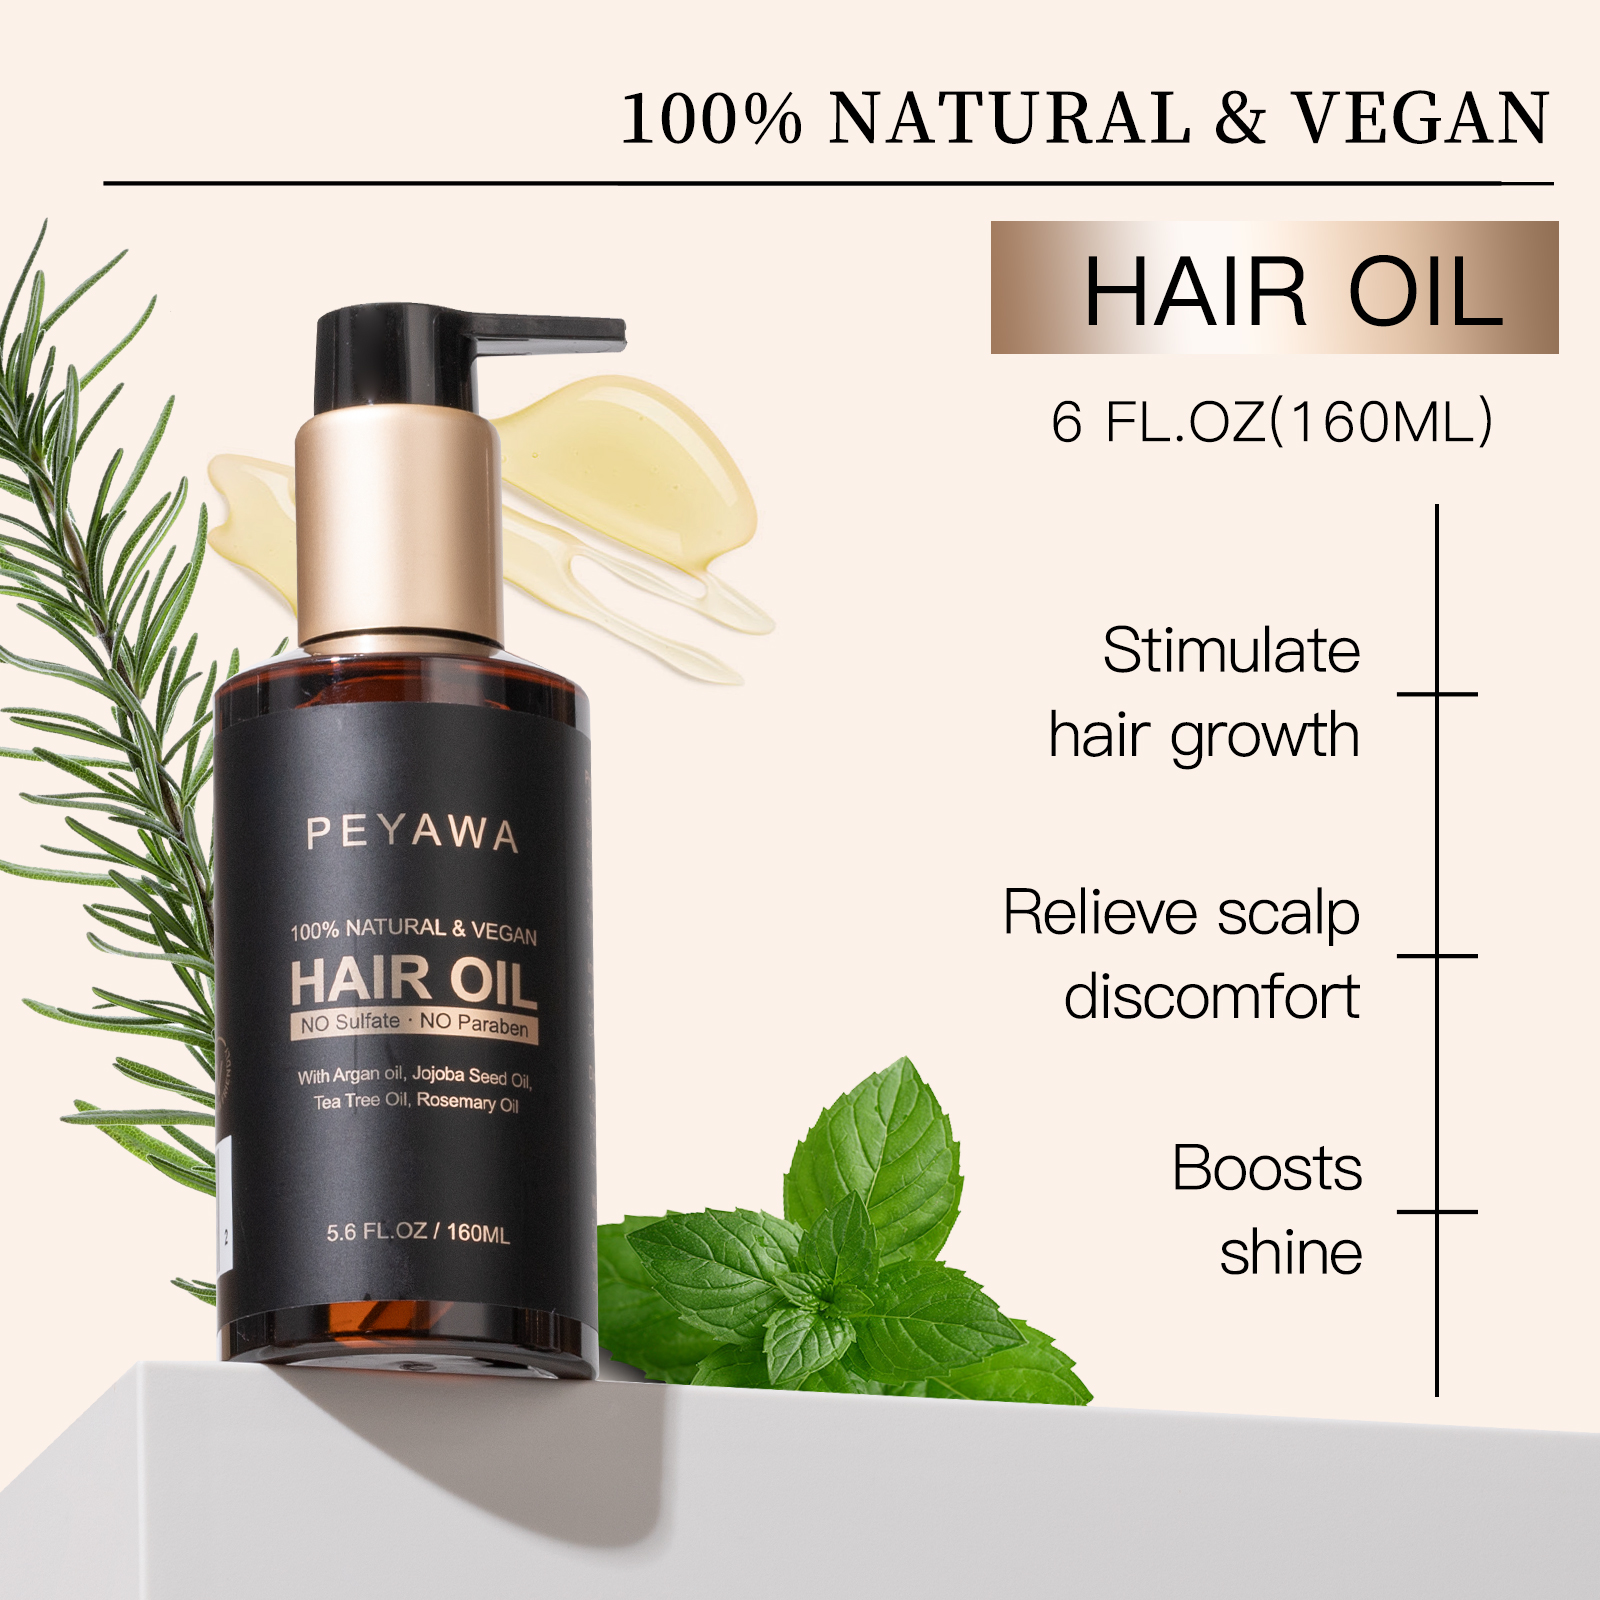 100% NATURAL & VEGAN
HAIR OIL
6 FL.OZ(160ML)
Stimulate
hair growth
Relieve scalp
discomfort
Boosts
shine
PEYAWA
100% NATURAL & VEGAN
HAIR OIL
NO Sulfate · NO Paraben
With Argan oil, Jojoba Seed Oil,
Tea Tree Oil, Rosemary Oil
5.6 FL.OZ / 160ML
2